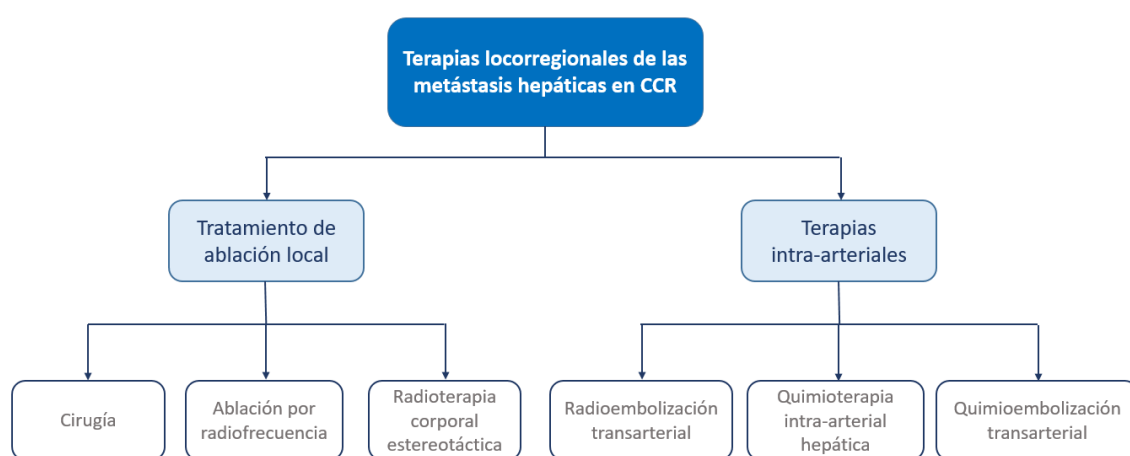 Terapias locorregionales de las
metástasis hepáticas en CCR
Tratamiento de
ablación local
Terapias
intra-arteriales
Cirugía
Ablación por
radiofrecuencia
Radioterapia
corporal
estereotáctica
Radioembolización
transarterial
Quimioterapia
intra-arterial
hepática
Quimioembolización
transarterial